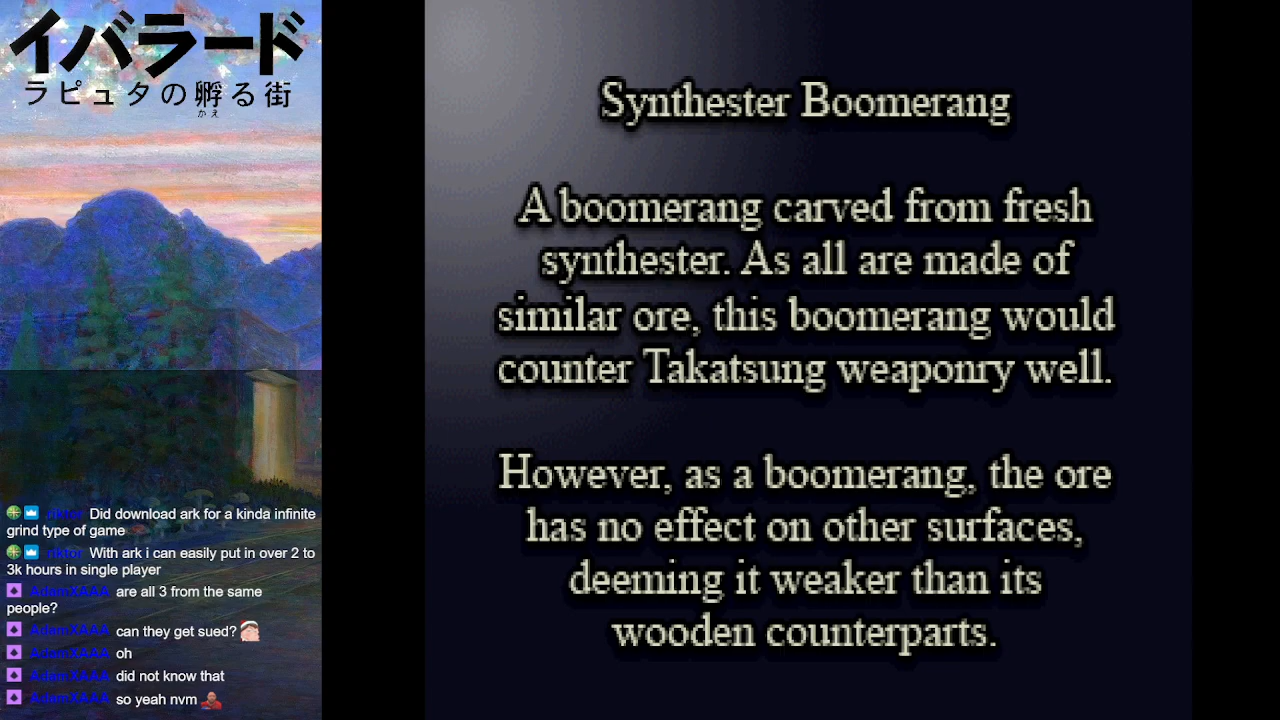 イバラード
ラピュタの孵る街
かえ
Synthester Boomerang
A boomerang carved from fresh
synthester. As all are made of
similar ore, this boomerang would
counter Takatsung weaponry well.
However, as a boomerang, the ore
has no effect on other surfaces,
deeming it weaker than its
wooden counterparts.
riktor Did download ark for a kinda infinite
grind type of game
riktor With ark i can easily put in over 2 to
3k hours in single player
AdamXAAA are all 3 from the same
people?
AdamXAAA can they get sued?
AdamXAAA oh
AdamXAAA did not know that
AdamXAAA so yeah nvm